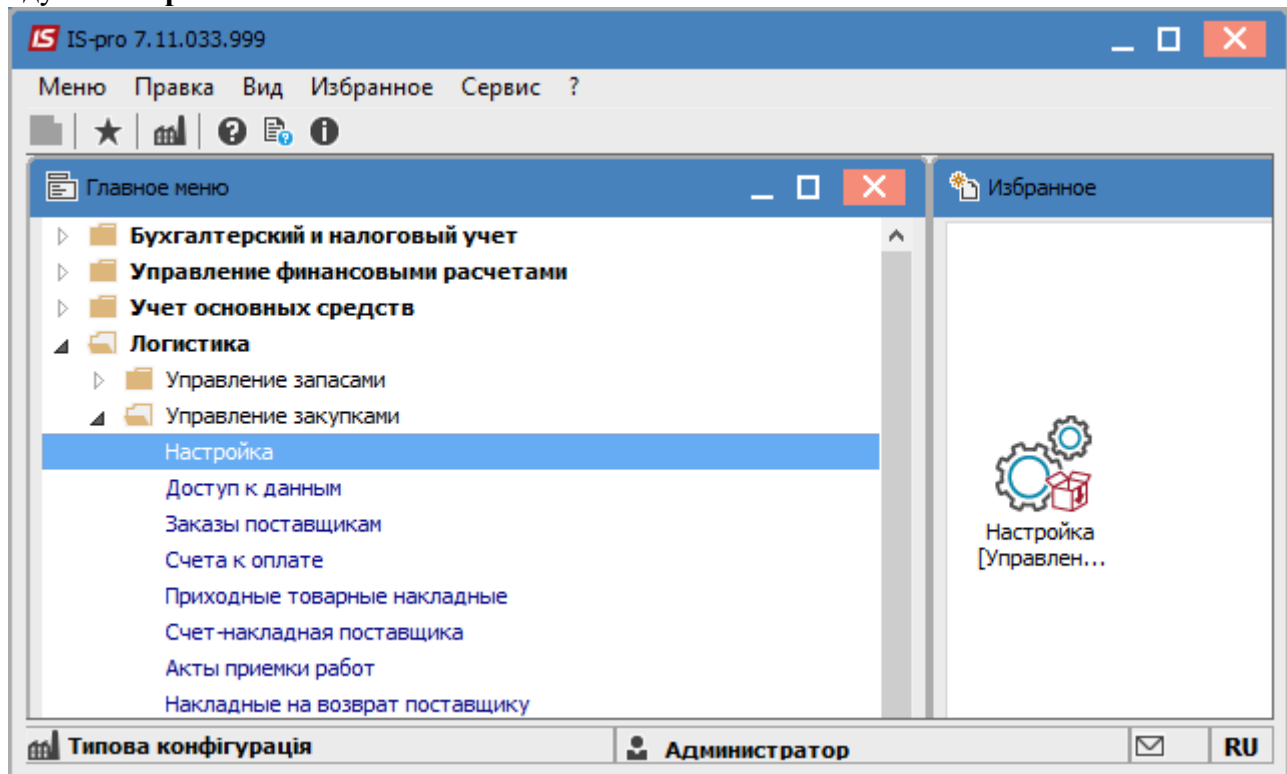 IS-pro 7.11.033.999
Меню Правка Вид Избранное Сервис ?
Главное меню
Бухгалтерский и налоговый учет
Управление финансовыми расчетами
Учет основных средств
Логистика
Управление запасами
Управление закупками
Настройка
Доступ к данным
Заказы поставщикам
Счета к оплате
Приходные товарные накладные
Счет-накладная поставщика
Акты приемки работ
Накладные на возврат поставщику
Избранное
Настройка
[Управлен...
Типова конфігурація
Администратор
RU